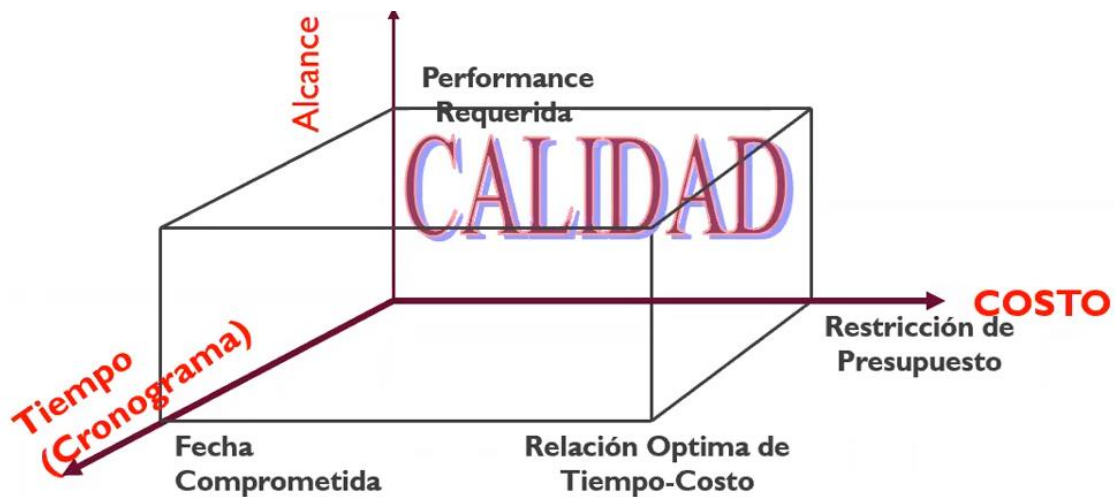 Alcance
Performance
Requerida
CALIDAD
COSTO
Restricción de
Presupuesto
Tiempo
(Cronograma)
Fecha
Comprometida
Relación Optima de
Tiempo-Costo